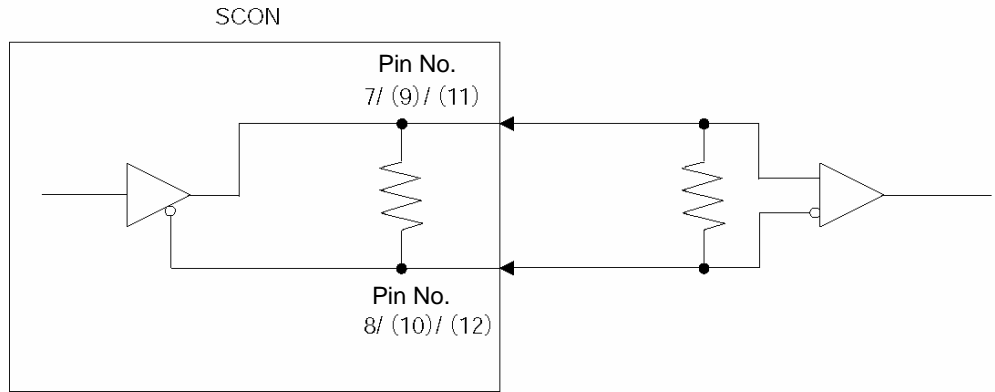 SCON
Pin No.
7/ (9)/ (11)
Pin No.
8/ (10)/ (12)